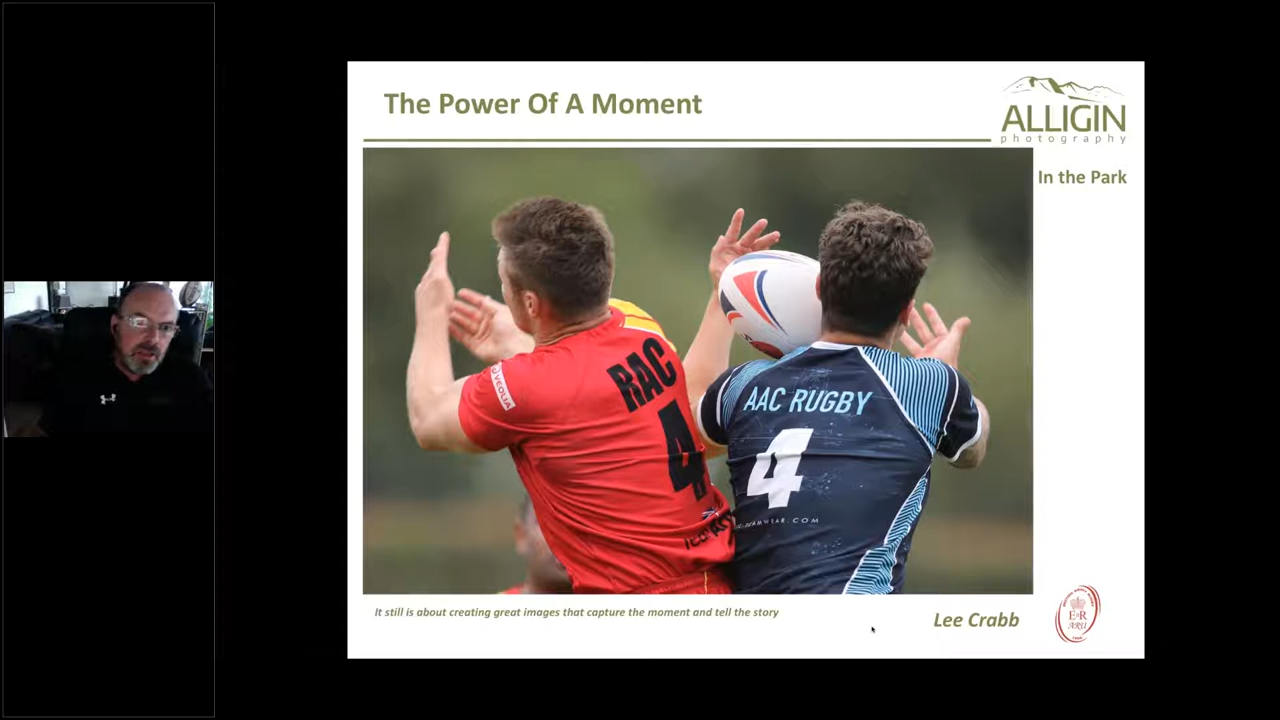 The Power Of A Moment
ALLIGIN
photography
In the Park
RAC
4
VEOLIA
AAC RUGBY
4
It still is about creating great images that capture the moment and tell the story
Lee Crabb
E R
ARU